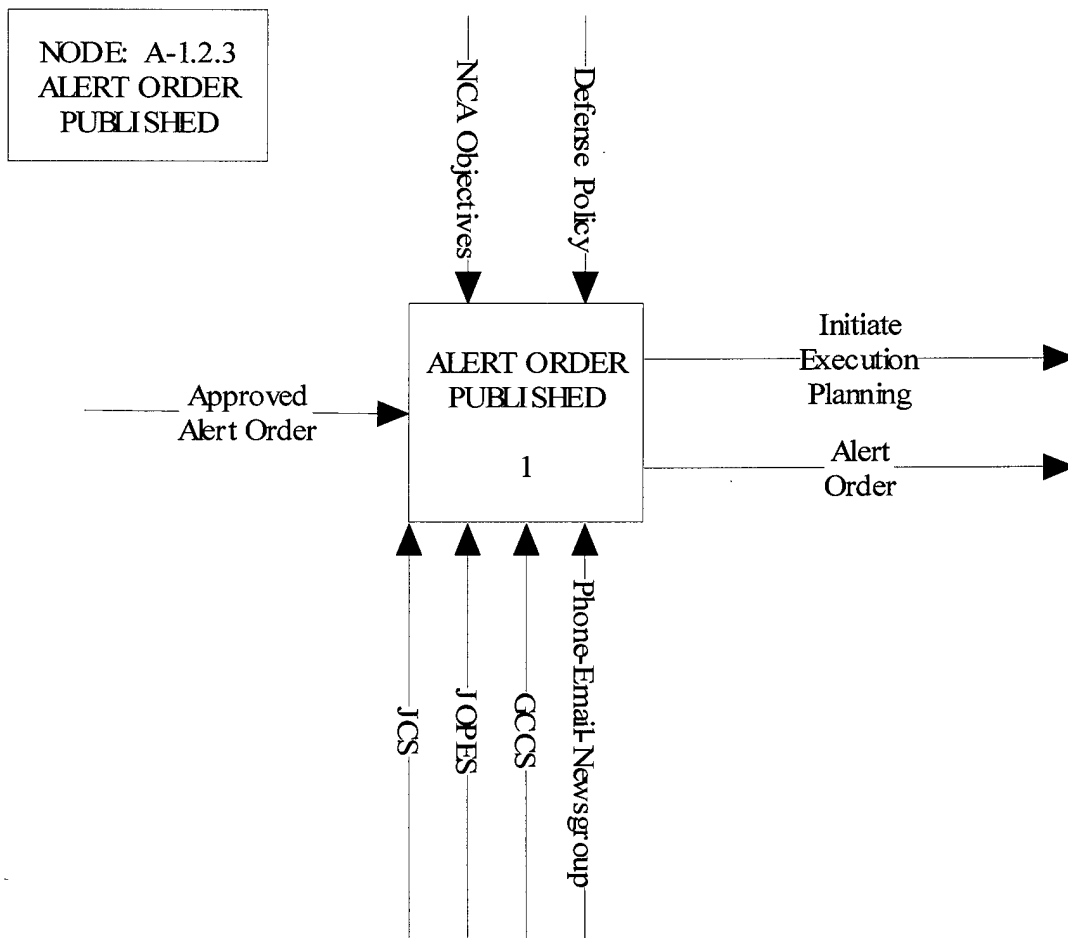 NODE: A-1.2.3
ALERT ORDER
PUBLISHED
NCA Objectives
Defense Policy
ALERT ORDER
PUBLISHED
1
Approved
Alert Order
Initiate
Execution
Planning
Alert
Order
JCS
JOPES
GCCS
Phone-Email-Newsgroup